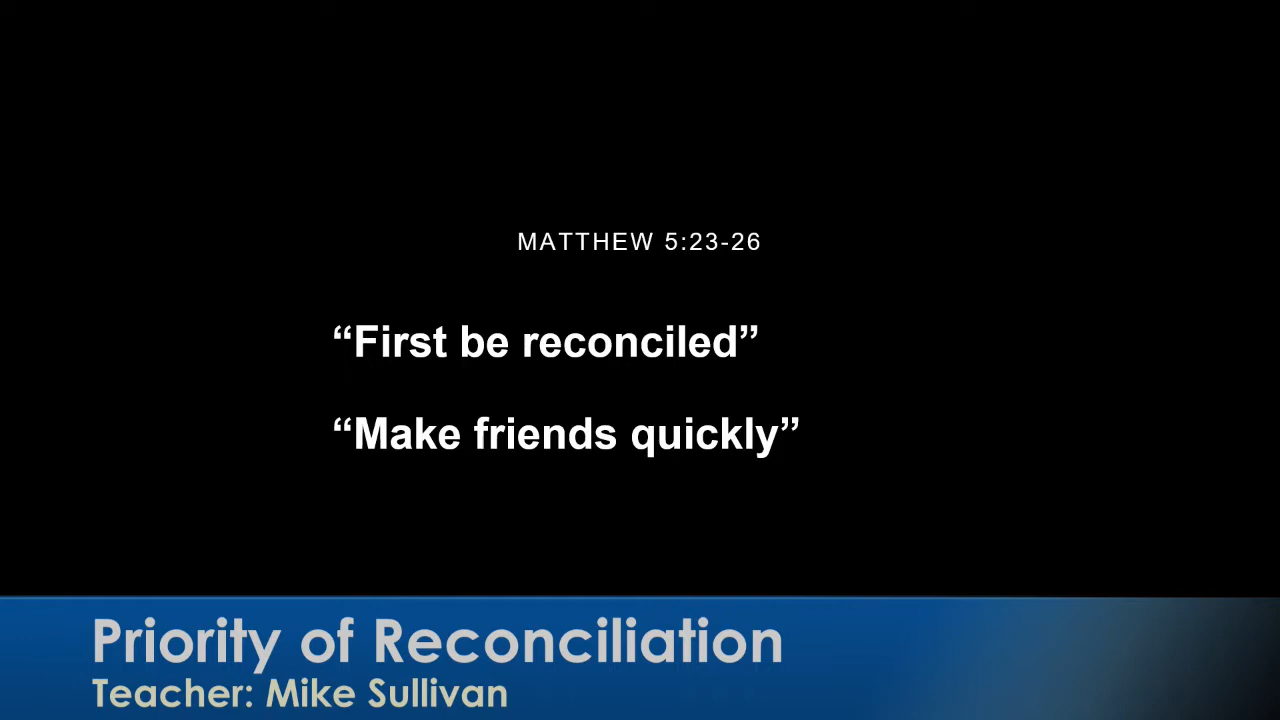 MATTHEW 5:23-26
“First be reconciled”
“Make friends quickly”
Priority of Reconciliation
Teacher: Mike Sullivan